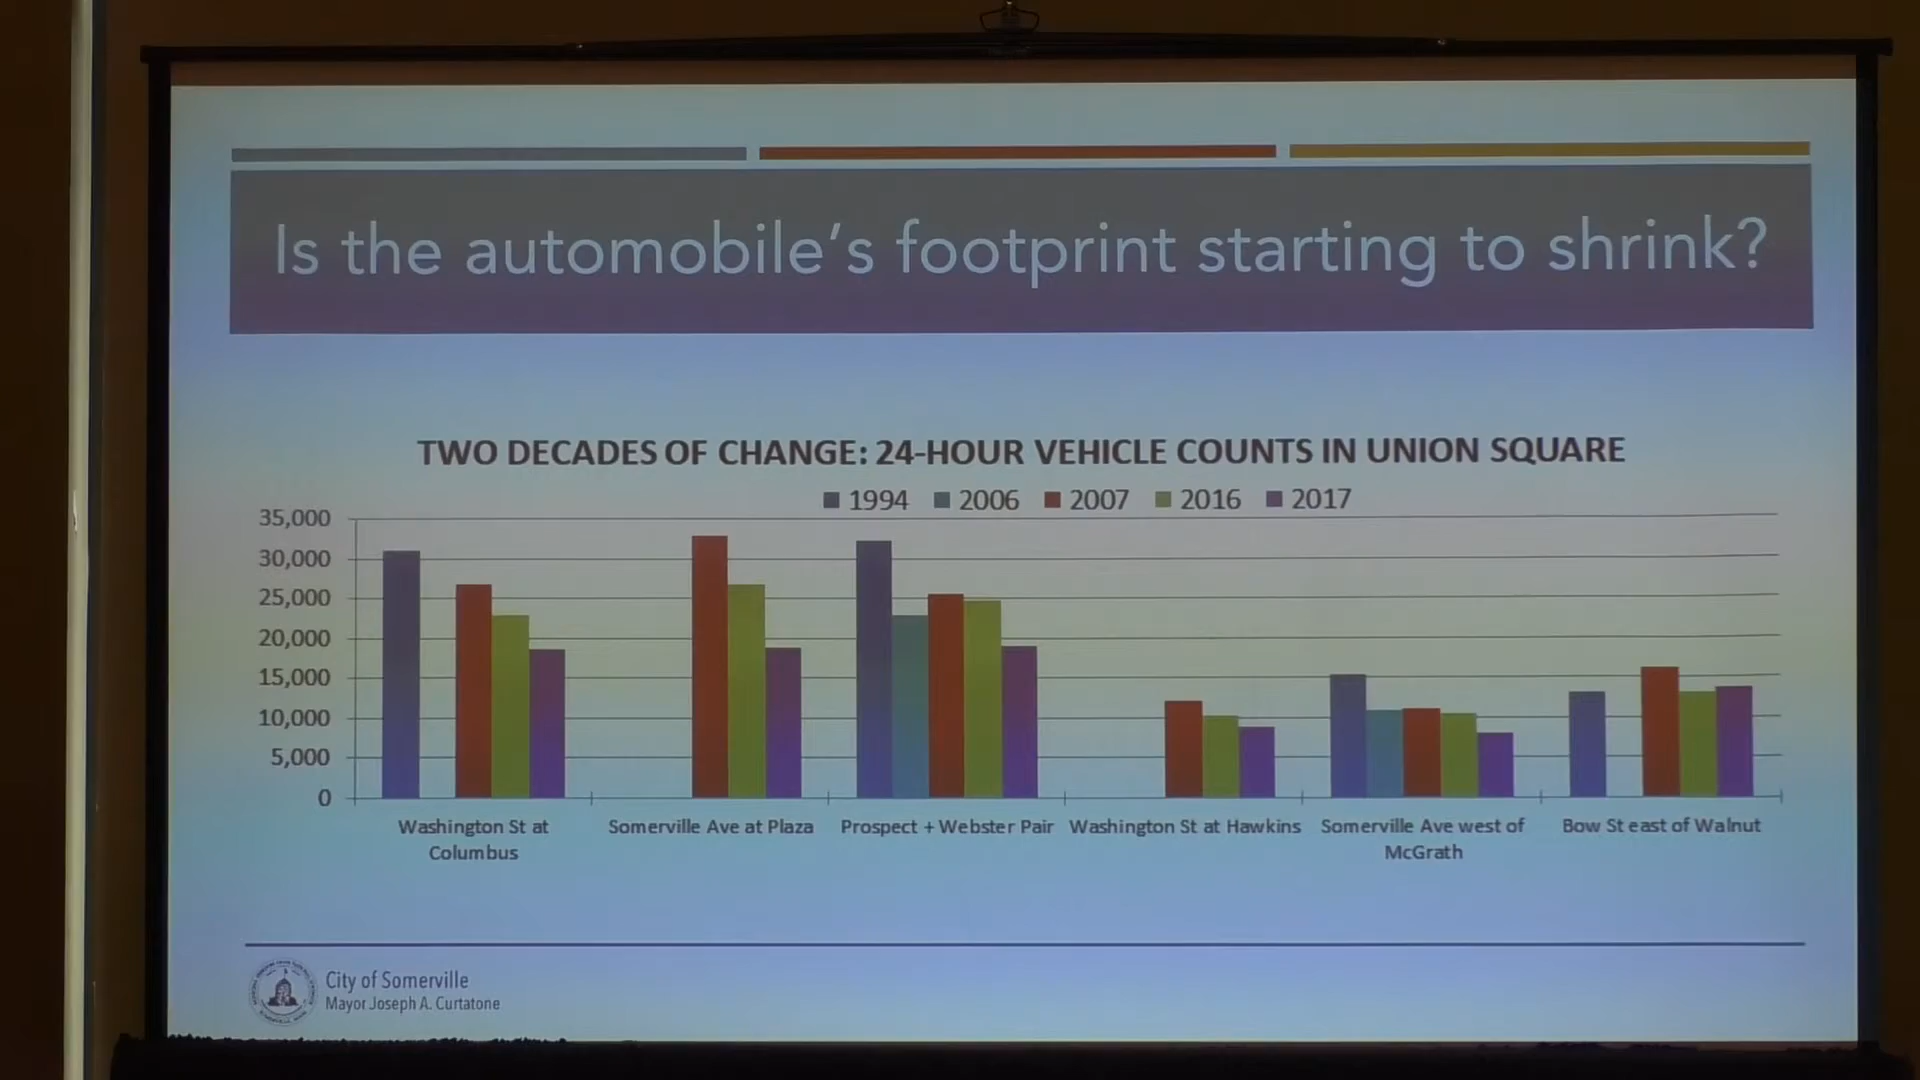 Is the automobile’s footprint starting to shrink?
TWO DECADES OF CHANGE: 24-HOUR VEHICLE COUNTS IN UNION SQUARE
1994 2006 2007 2016 2017
35,000
30,000
25,000
20,000
15,000
10,000
5,000
0
Washington St at
Columbus
Somerville Ave at Plaza
Prospect + Webster Pair
Washington St at Hawkins
Somerville Ave west of
McGrath
Bow St east of Walnut
City of Somerville
Mayor Joseph A. Curtatone